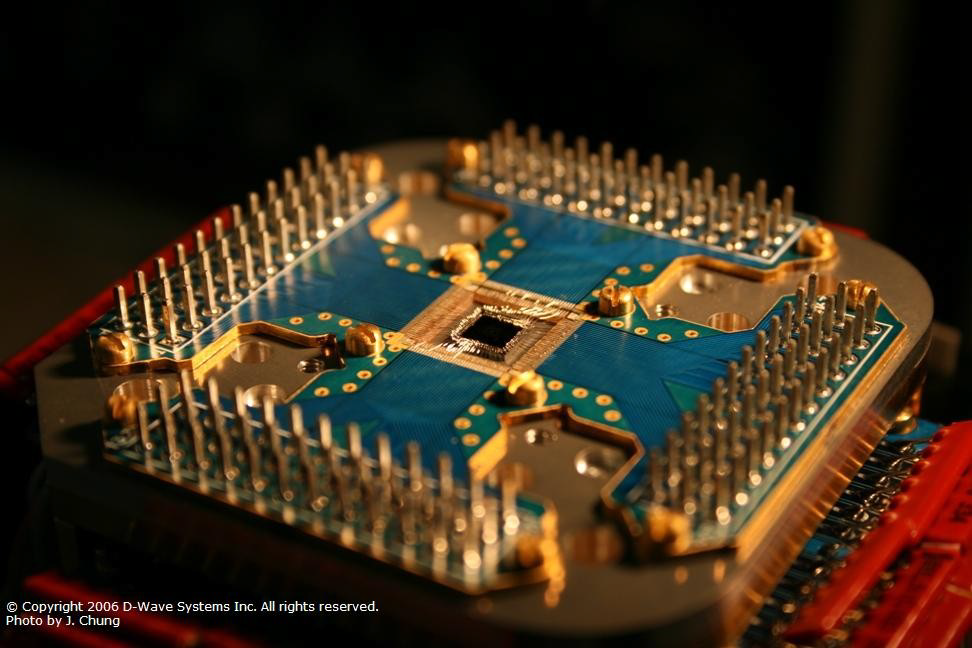 © Copyright 2006 D-Wave Systems Inc. All rights reserved.
Photo by J. Chung